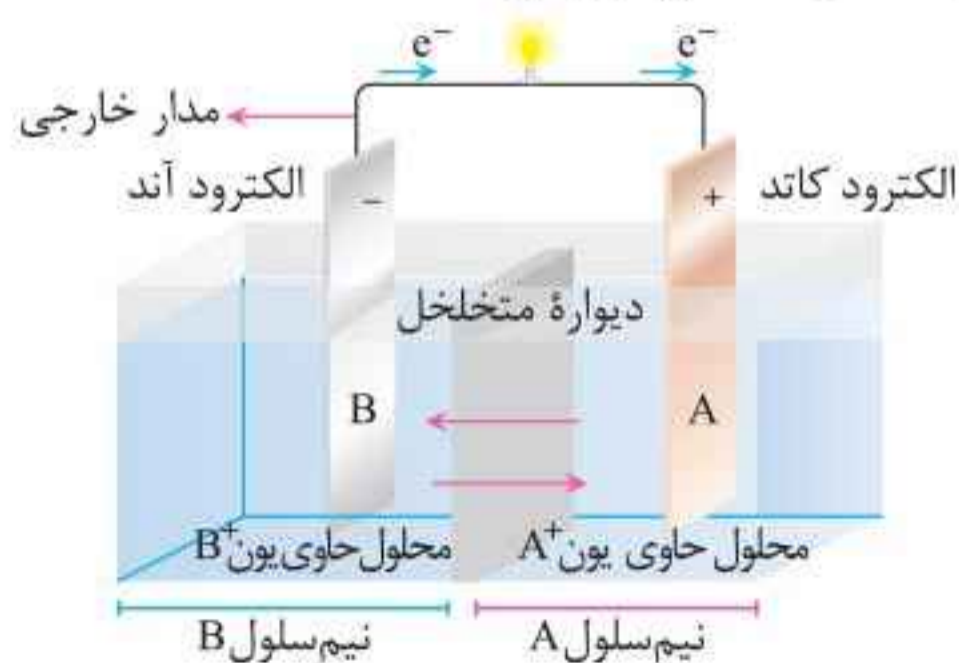 e⁻ e⁻
مدار خارجی
الکترود آند
الکترود کاتد
− +
دیوارهٔ متخلخل
B A
محلول حاوی یون B⁺
محلول حاوی یون A⁺
نیم‌سلول B
نیم‌سلول A